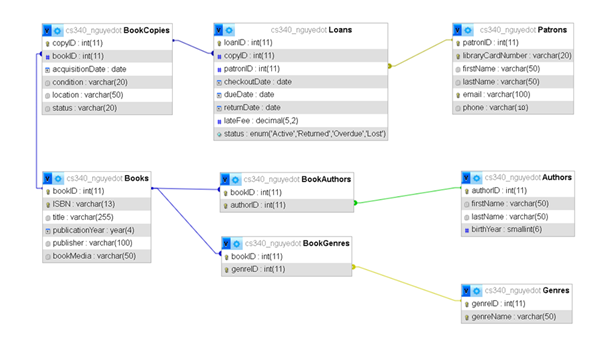 cs340_nguyedot BookCopies
copyID : int(11)
bookID : int(11)
acquisitionDate : date
condition : varchar(20)
location : varchar(50)
status : varchar(20)
cs340_nguyedot Loans
loanID : int(11)
copyID : int(11)
patronID : int(11)
checkoutDate : date
dueDate : date
returnDate : date
lateFee : decimal(5,2)
status : enum('Active','Returned','Overdue','Lost')
cs340_nguyedot Patrons
patronID : int(11)
libraryCardNumber : varchar(20)
firstName : varchar(50)
lastName : varchar(50)
email : varchar(100)
phone : varchar(10)
cs340_nguyedot Books
bookID : int(11)
ISBN : varchar(13)
title : varchar(255)
publicationYear : year(4)
publisher : varchar(100)
bookMedia : varchar(50)
cs340_nguyedot BookAuthors
bookID : int(11)
authorID : int(11)
cs340_nguyedot Authors
authorID : int(11)
firstName : varchar(50)
lastName : varchar(50)
birthYear : smallint(6)
cs340_nguyedot BookGenres
bookID : int(11)
genreID : int(11)
cs340_nguyedot Genres
genreID : int(11)
genreName : varchar(50)